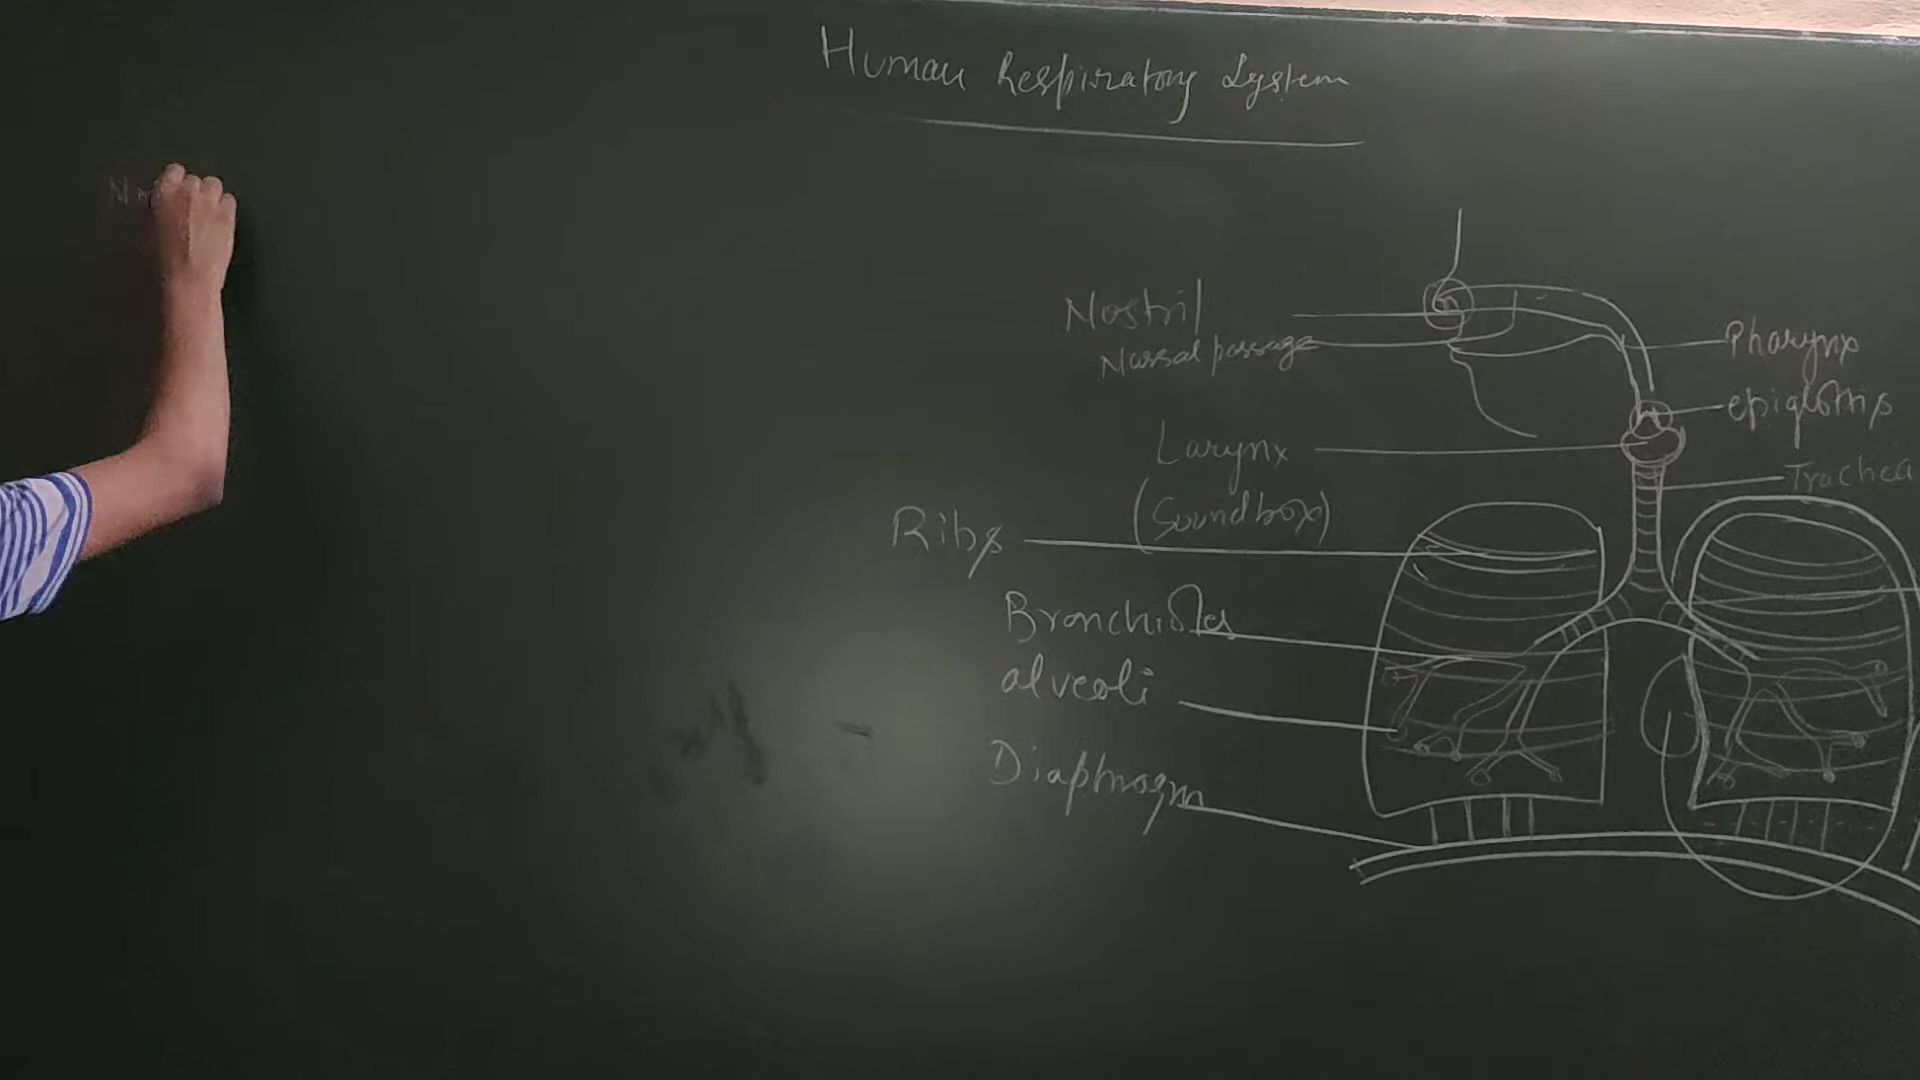 Human Respiratory System
Nostril
Nassal passage
Pharynx
epiglottis
Larynx
(Soundbox)
Trachea
Ribs
Bronchioles
alveoli
Diaphragm